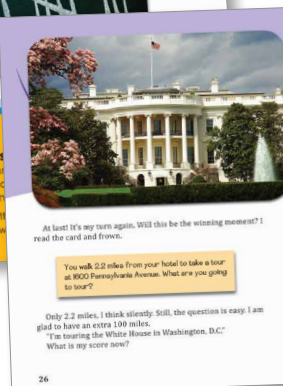 At last! It's my turn again. Will this be the winning moment? I
read the card and frown.
You walk 2.2 miles from your hotel to take a tour
at 1600 Pennsylvania Avenue. What are you going
to tour?
Only 2.2 miles, I think silently. Still, the question is easy. I am
glad to have an extra 100 miles.
"I'm touring the White House in Washington, D.C."
What is my score now?
26